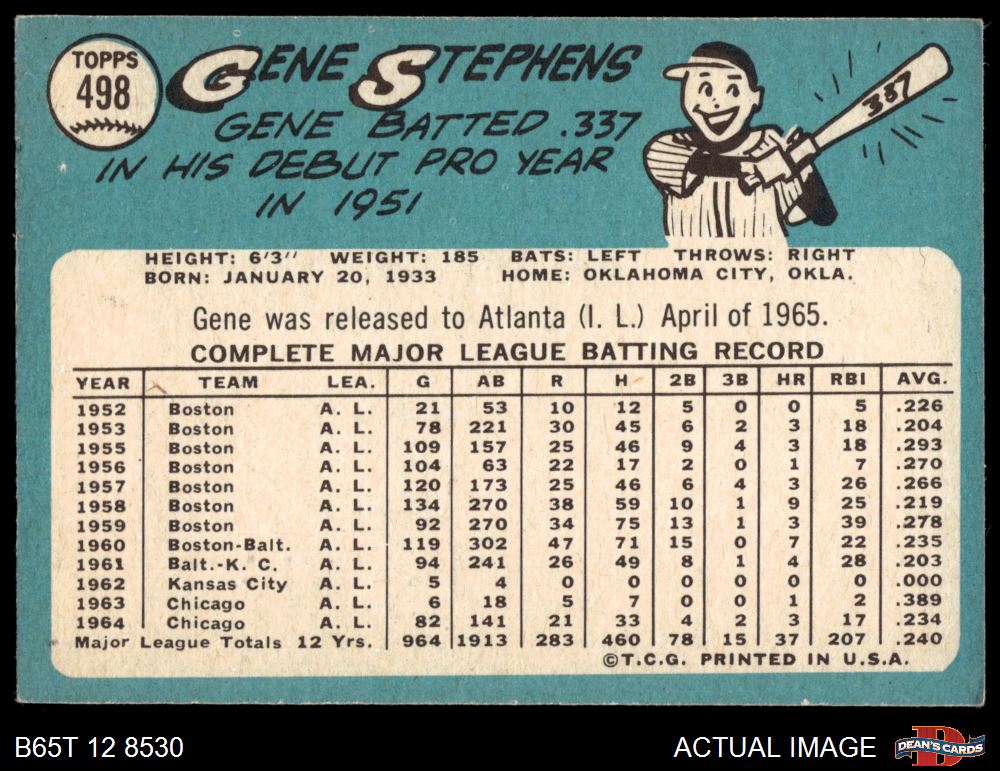 TOPPS
498
GENE STEPHENS
GENE BATTED .337
IN HIS DEBUT PRO YEAR
IN 1951
337
HEIGHT: 6'3" WEIGHT: 185 BATS: LEFT THROWS: RIGHT
BORN: JANUARY 20, 1933 HOME: OKLAHOMA CITY, OKLA.
Gene was released to Atlanta (I. L.) April of 1965.
COMPLETE MAJOR LEAGUE BATTING RECORD
YEAR TEAM LEA. G AB R H 2B 3B HR RBI AVG.
1952 Boston A. L. 21 53 10 12 5 0 0 5 .226
1953 Boston A. L. 78 221 30 45 6 2 3 18 .204
1955 Boston A. L. 109 157 25 46 9 4 3 18 .293
1956 Boston A. L. 104 63 22 17 2 0 1 7 .270
1957 Boston A. L. 120 173 25 46 6 4 3 26 .266
1958 Boston A. L. 134 270 38 59 10 1 9 25 .219
1959 Boston A. L. 92 270 34 75 13 1 3 39 .278
1960 Boston-Balt. A. L. 119 302 47 71 15 0 7 22 .235
1961 Balt.-K. C. A. L. 94 241 26 49 8 1 4 28 .203
1962 Kansas City A. L. 5 4 0 0 0 0 0 0 .000
1963 Chicago A. L. 6 18 5 7 0 0 1 2 .389
1964 Chicago A. L. 82 141 21 33 4 2 3 17 .234
Major League Totals 12 Yrs. 964 1913 283 460 78 15 37 207 .240
©T.C.G. PRINTED IN U.S.A.
B65T 12 8530
ACTUAL IMAGE
D
DEAN'S CARDS